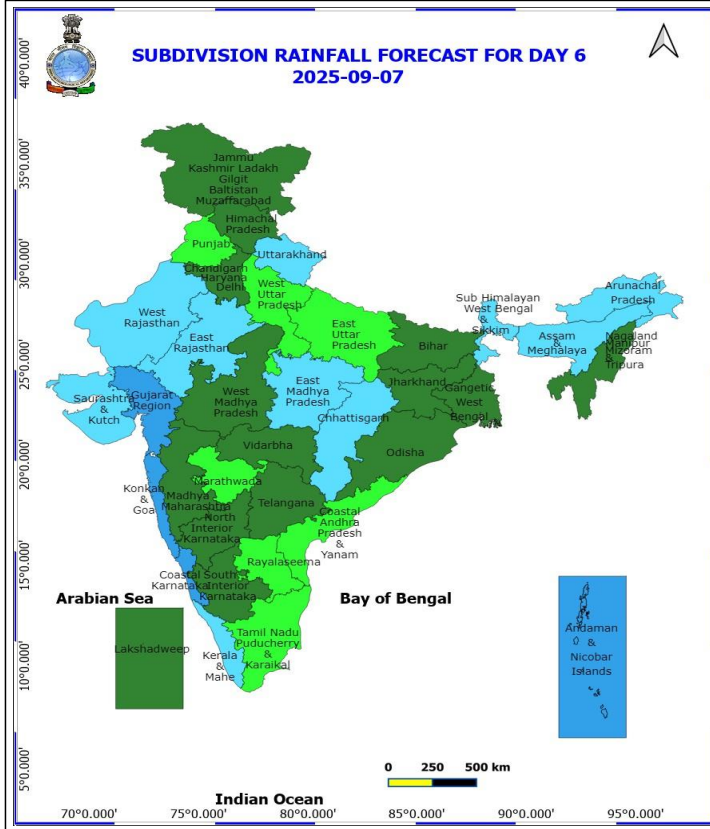 SUBDIVISION RAINFALL FORECAST FOR DAY 6
2025-09-07
40°0.000'
35°0.000'
30°0.000'
25°0.000'
20°0.000'
15°0.000'
10°0.000'
5°0.000'
Jammu
Kashmir Ladakh
Gilgit
Baltistan
Muzaffarabad
Himachal
Pradesh
Punjab
Uttarakhand
Chandigarh
Haryana
Delhi
West
Uttar
Pradesh
Arunachal
Pradesh
Sub Himalayan
West Bengal
&
Sikkim
West
Rajasthan
East
Rajasthan
East
Uttar
Pradesh
Bihar
Assam
&
Meghalaya
Nagaland
Manipur
Mizoram
&
Tripura
Saurashtra
&
Kutch
Gujarat
Region
West
Madhya
Pradesh
East
Madhya
Pradesh
Jharkhand
Gangetic
West
Bengal
Chhattisgarh
Vidarbha
Odisha
Konkan
&
Goa
Marathwada
Madhya
Maharashtra
Telangana
North
Interior
Karnataka
Coastal
Andhra
Pradesh
&
Yanam
Rayalaseema
Coastal
Karnataka
South
Interior
Karnataka
Arabian Sea
Bay of Bengal
Lakshadweep
Kerala
&
Mahe
Tamil Nadu
Puducherry
&
Karaikal
Andaman
&
Nicobar
Islands
0 250 500 km
Indian Ocean
70°0.000' 75°0.000' 80°0.000' 85°0.000' 90°0.000' 95°0.000'